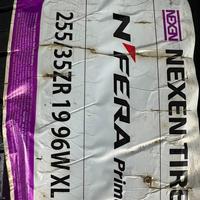 NEXEN
NEXEN TIRE
N'FERA Prim
255 35ZR 19 96W XL